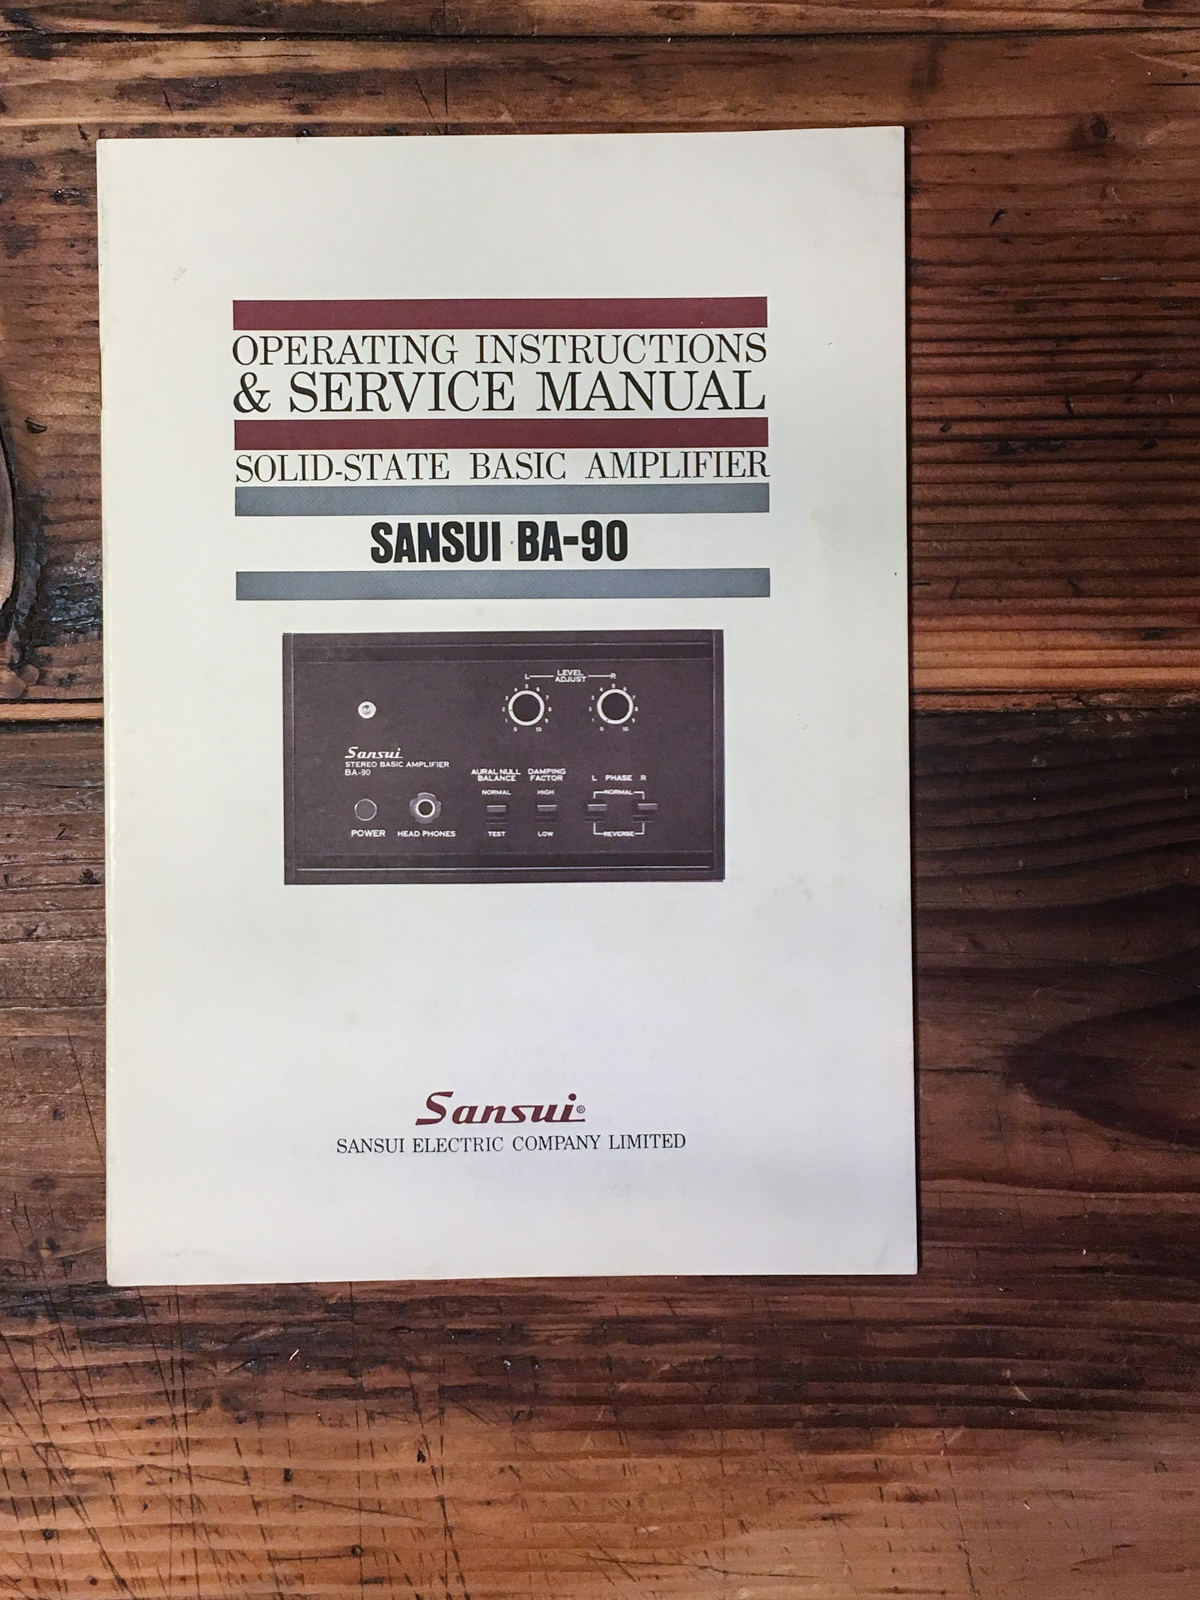 OPERATING INSTRUCTIONS
& SERVICE MANUAL
SOLID-STATE BASIC AMPLIFIER
SANSUI BA-90
L LEVEL ADJUST R
Sansui
STEREO BASIC AMPLIFIER
BA-90
AURAL NULL BALANCE
NORMAL
TEST
DAMPING FACTOR
HIGH
LOW
L PHASE R
NORMAL
REVERSE
POWER
HEAD PHONES
Sansui®
SANSUI ELECTRIC COMPANY LIMITED